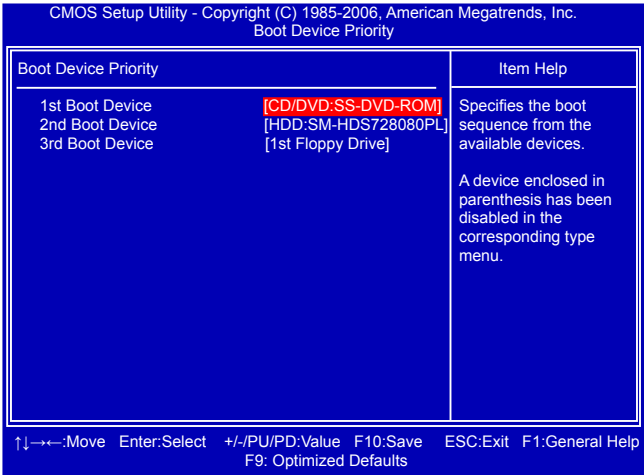 CMOS Setup Utility - Copyright (C) 1985-2006, American Megatrends, Inc.
Boot Device Priority
Boot Device Priority
Item Help
1st Boot Device [CD/DVD:SS-DVD-ROM]
2nd Boot Device [HDD:SM-HDS728080PL]
3rd Boot Device [1st Floppy Drive]
Specifies the boot
sequence from the
available devices.
A device enclosed in
parenthesis has been
disabled in the
corresponding type
menu.
↑↓→←:Move Enter:Select +/-/PU/PD:Value F10:Save ESC:Exit F1:General Help
F9: Optimized Defaults